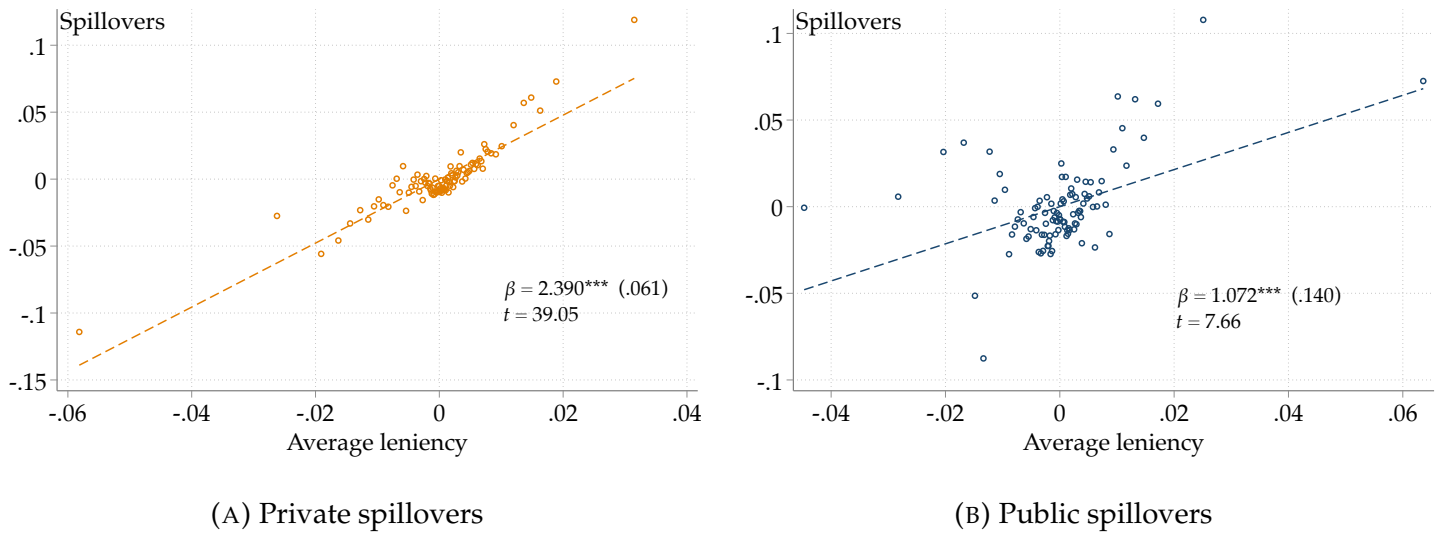 Spillovers
.1
.05
0
-.05
-.1
-.15
β = 2.390*** (.061)
t = 39.05
-.06 -.04 -.02 0 .02 .04
Average leniency
(A) Private spillovers
Spillovers
.1
.05
0
-.05
-.1
β = 1.072*** (.140)
t = 7.66
-.04 -.02 0 .02 .04 .06
Average leniency
(B) Public spillovers